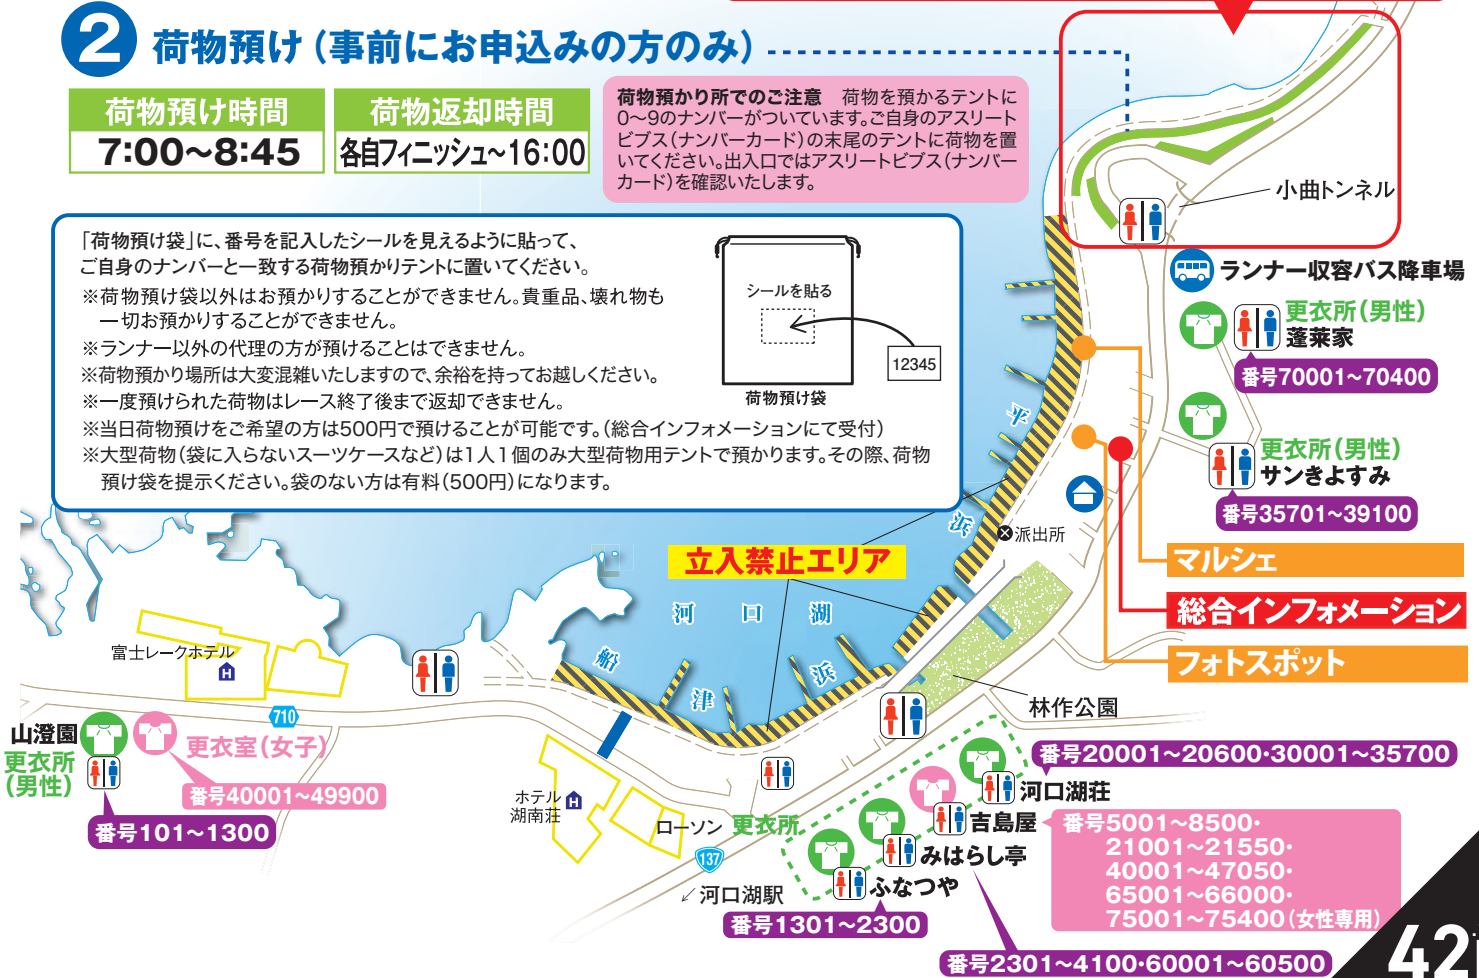 2 荷物預け（事前にお申込みの方のみ）
荷物預け時間
7:00〜8:45
荷物返却時間
各自フィニッシュ〜16:00
荷物預かり所でのご注意　荷物を預かるテントに
0〜9のナンバーがついています。ご自身のアスリート
ビブス（ナンバーカード）の末尾のテントに荷物を置
いてください。出入口ではアスリートビブス（ナンバー
カード）を確認いたします。
「荷物預け袋」に、番号を記入したシールを見えるように貼って、
ご自身のナンバーと一致する荷物預かりテントに置いてください。
※荷物預け袋以外はお預かりすることができません。貴重品、壊れ物も
一切お預かりすることができません。
※ランナー以外の代理の方が預けることはできません。
※荷物預かり場所は大変混雑いたしますので、余裕を持ってお越しください。
※一度預けられた荷物はレース終了後まで返却できません。
※当日荷物預けをご希望の方は500円で預けることが可能です。（総合インフォメーションにて受付）
※大型荷物（袋に入らないスーツケースなど）は1人1個のみ大型荷物用テントで預かります。その際、荷物
預け袋を提示ください。袋のない方は有料（500円）になります。
シールを貼る
12345
荷物預け袋
小曲トンネル
ランナー収容バス降車場
更衣所（男性）
蓬莱家
番号70001〜70400
更衣所（男性）
サンきよすみ
番号35701〜39100
平
浜
派出所
マルシェ
総合インフォメーション
フォトスポット
立入禁止エリア
河口湖
船津浜
林作公園
富士レークホテル
H
710
山澄園
更衣所
（男性）
更衣室（女子）
番号40001〜49900
番号101〜1300
ホテル
湖南荘
H
ローソン
更衣所
137
↙河口湖駅
番号20001〜20600・30001〜35700
河口湖荘
吉島屋
番号5001〜8500・
21001〜21550・
40001〜47050・
65001〜66000・
75001〜75400（女性専用）
みはらし亭
ふなつや
番号1301〜2300
番号2301〜4100・60001〜60500
42